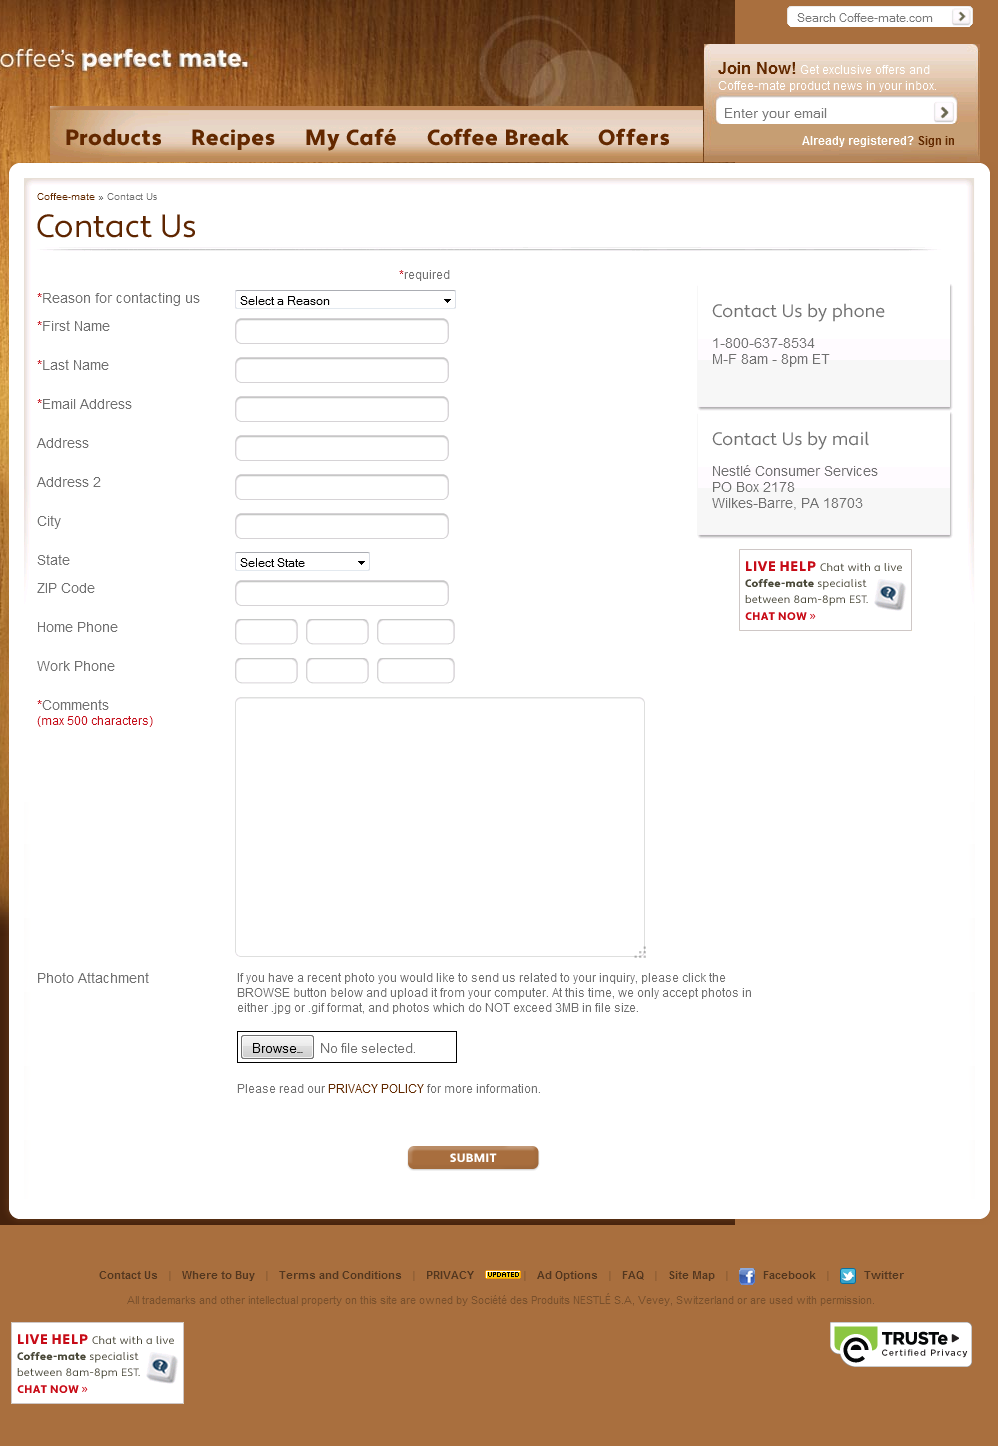 Search Coffee-mate.com
offee's perfect mate.
Join Now! Get exclusive offers and
Coffee-mate product news in your inbox.
Enter your email
Already registered? Sign in
Products Recipes My Café Coffee Break Offers
Coffee-mate » Contact Us
Contact Us
*required
*Reason for contacting us Select a Reason
*First Name
*Last Name
*Email Address
Address
Address 2
City
State Select State
ZIP Code
Home Phone
Work Phone
*Comments
(max 500 characters)
Contact Us by phone
1-800-637-8534
M-F 8am - 8pm ET
Contact Us by mail
Nestlé Consumer Services
PO Box 2178
Wilkes-Barre, PA 18703
LIVE HELP Chat with a live
Coffee-mate specialist
between 8am-8pm EST.
CHAT NOW »
Photo Attachment
If you have a recent photo you would like to send us related to your inquiry, please click the
BROWSE button below and upload it from your computer. At this time, we only accept photos in
either .jpg or .gif format, and photos which do NOT exceed 3MB in file size.
Browse... No file selected.
Please read our PRIVACY POLICY for more information.
SUBMIT
Contact Us | Where to Buy | Terms and Conditions | PRIVACY UPDATED | Ad Options | FAQ | Site Map | Facebook | Twitter
All trademarks and other intellectual property on this site are owned by Société des Produits NESTLÉ S.A, Vevey, Switzerland or are used with permission.
LIVE HELP Chat with a live
Coffee-mate specialist
between 8am-8pm EST.
CHAT NOW »
TRUSTe
Certified Privacy